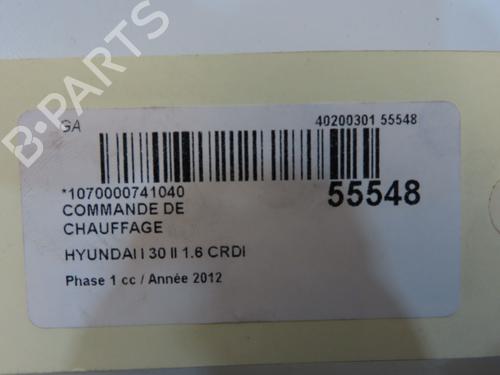 B-PARTS
GA
40200301 55548
*1070000741040
55548
COMMANDE DE
CHAUFFAGE
HYUNDAI I 30 II 1.6 CRDI
Phase 1 cc / Année 2012